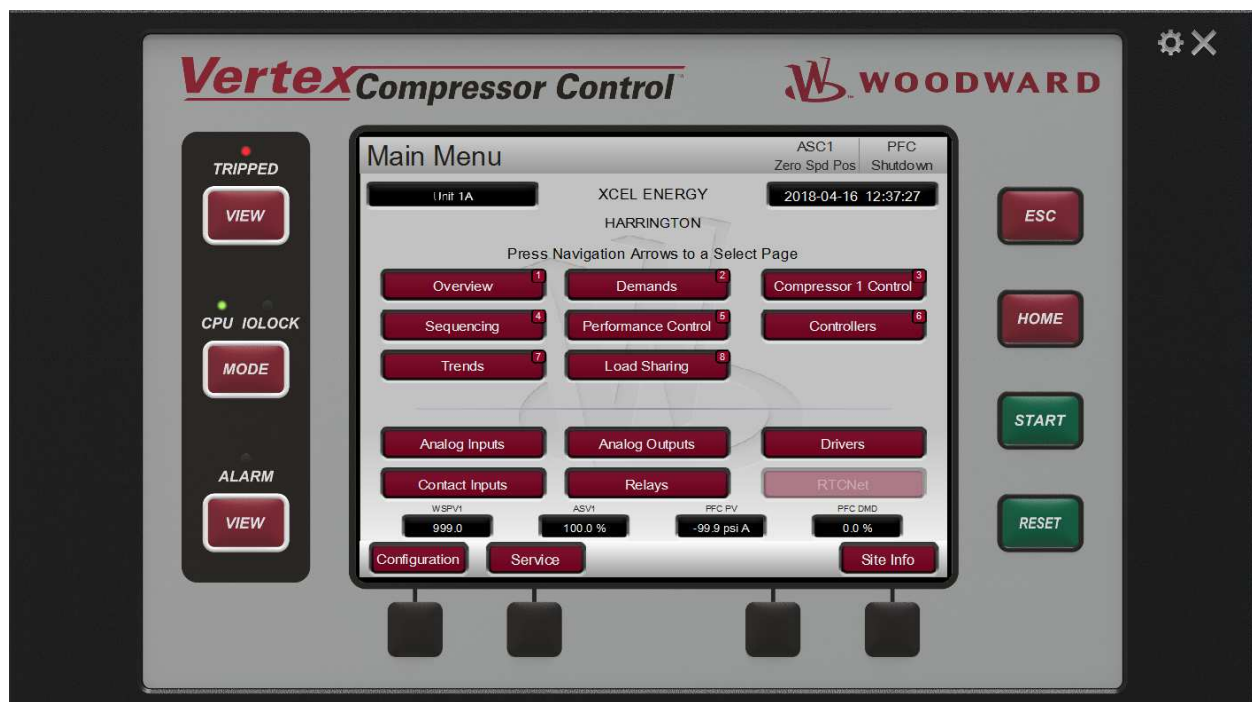 Vertex Compressor Control
WOODWARD
TRIPPED
VIEW
CPU IOLOCK
MODE
ALARM
VIEW
Main Menu
ASC1 PFC
Zero Spd Pos Shutdown
Unit 1A XCEL ENERGY 2018-04-16 12:37:27
HARRINGTON
Press Navigation Arrows to a Select Page
Overview 1 Demands 2 Compressor 1 Control 3
Sequencing 4 Performance Control 5 Controllers 6
Trends 7 Load Sharing 8
Analog Inputs Analog Outputs Drivers
Contact Inputs Relays RTCNet
WSPV1 ASV1 PFC PV PFC DMD
999.0 100.0 % -99.9 psi A 0.0 %
Configuration Service Site Info
ESC
HOME
START
RESET